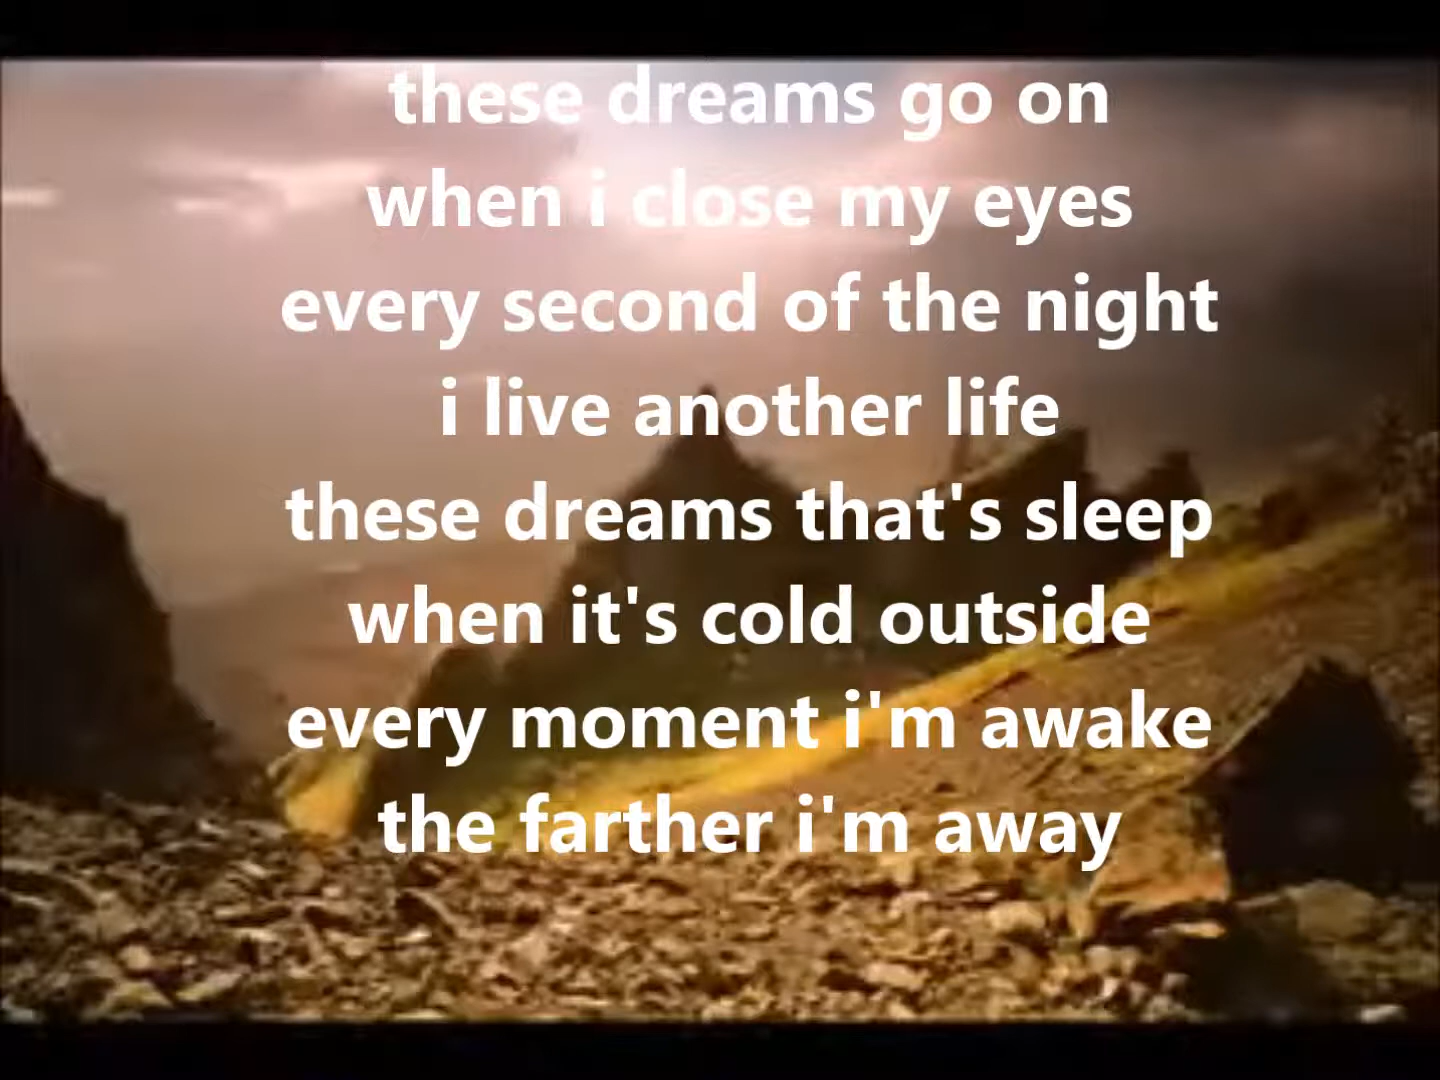 these dreams go on
when i close my eyes
every second of the night
i live another life
these dreams that's sleep
when it's cold outside
every moment i'm awake
the farther i'm away